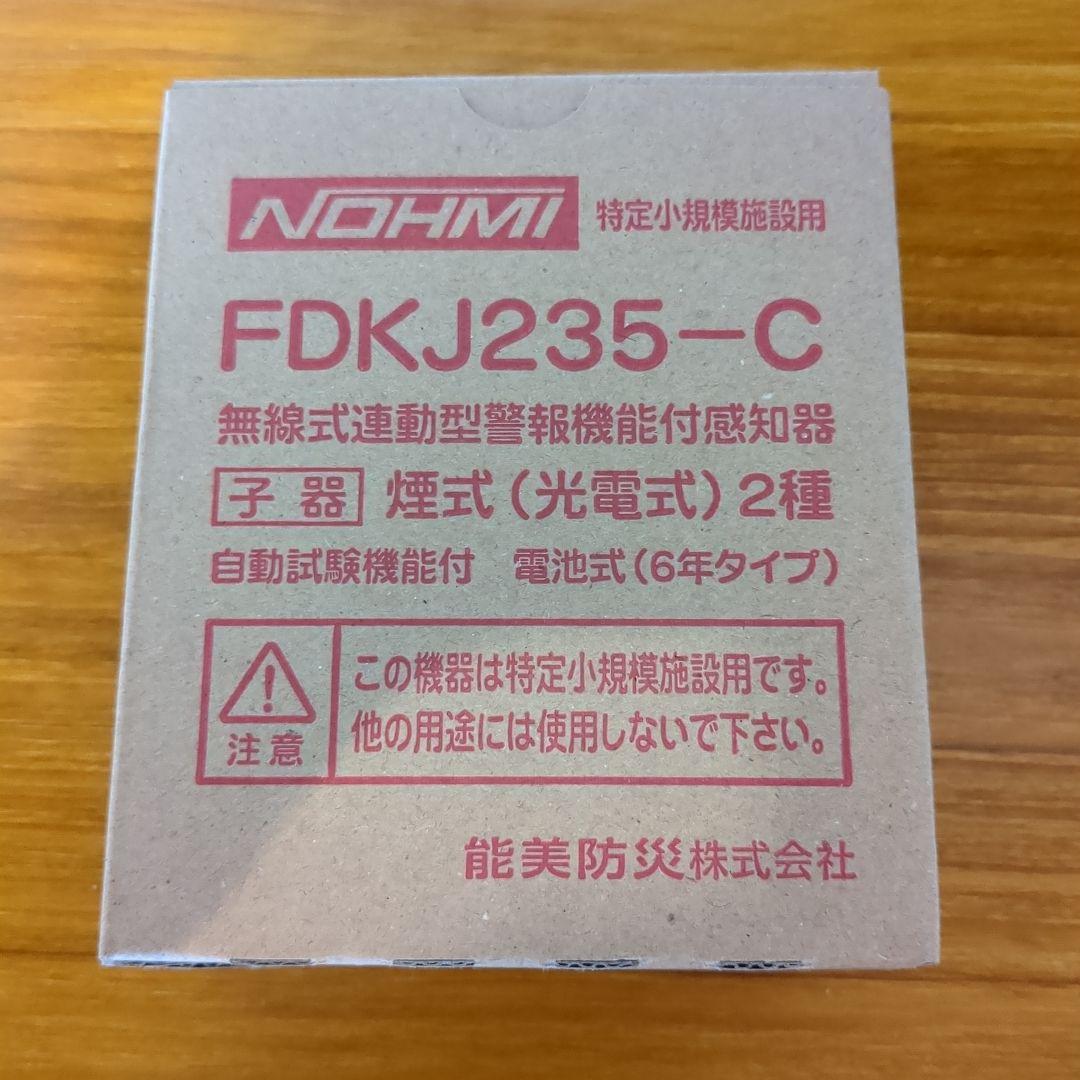 NOHMI 特定小規模施設用
FDKJ235-C
無線式連動型警報機能付感知器
子器 煙式(光電式)2種
自動試験機能付 電池式(6年タイプ)
この機器は特定小規模施設用です。
注意 他の用途には使用しないで下さい。
能美防災株式会社